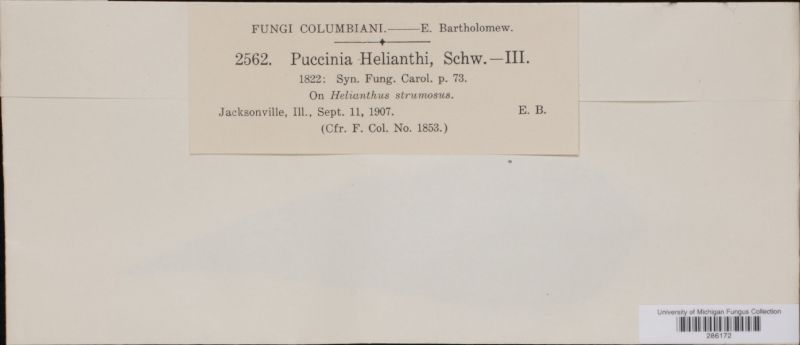 FUNGI COLUMBIANI.——E. Bartholomew.
2562. Puccinia Helianthi, Schw.—III.
1822: Syn. Fung. Carol. p. 73.
On Helianthus strumosus.
Jacksonville, Ill., Sept. 11, 1907. E. B.
(Cfr. F. Col. No. 1853.)
University of Michigan Fungus Collection
286172